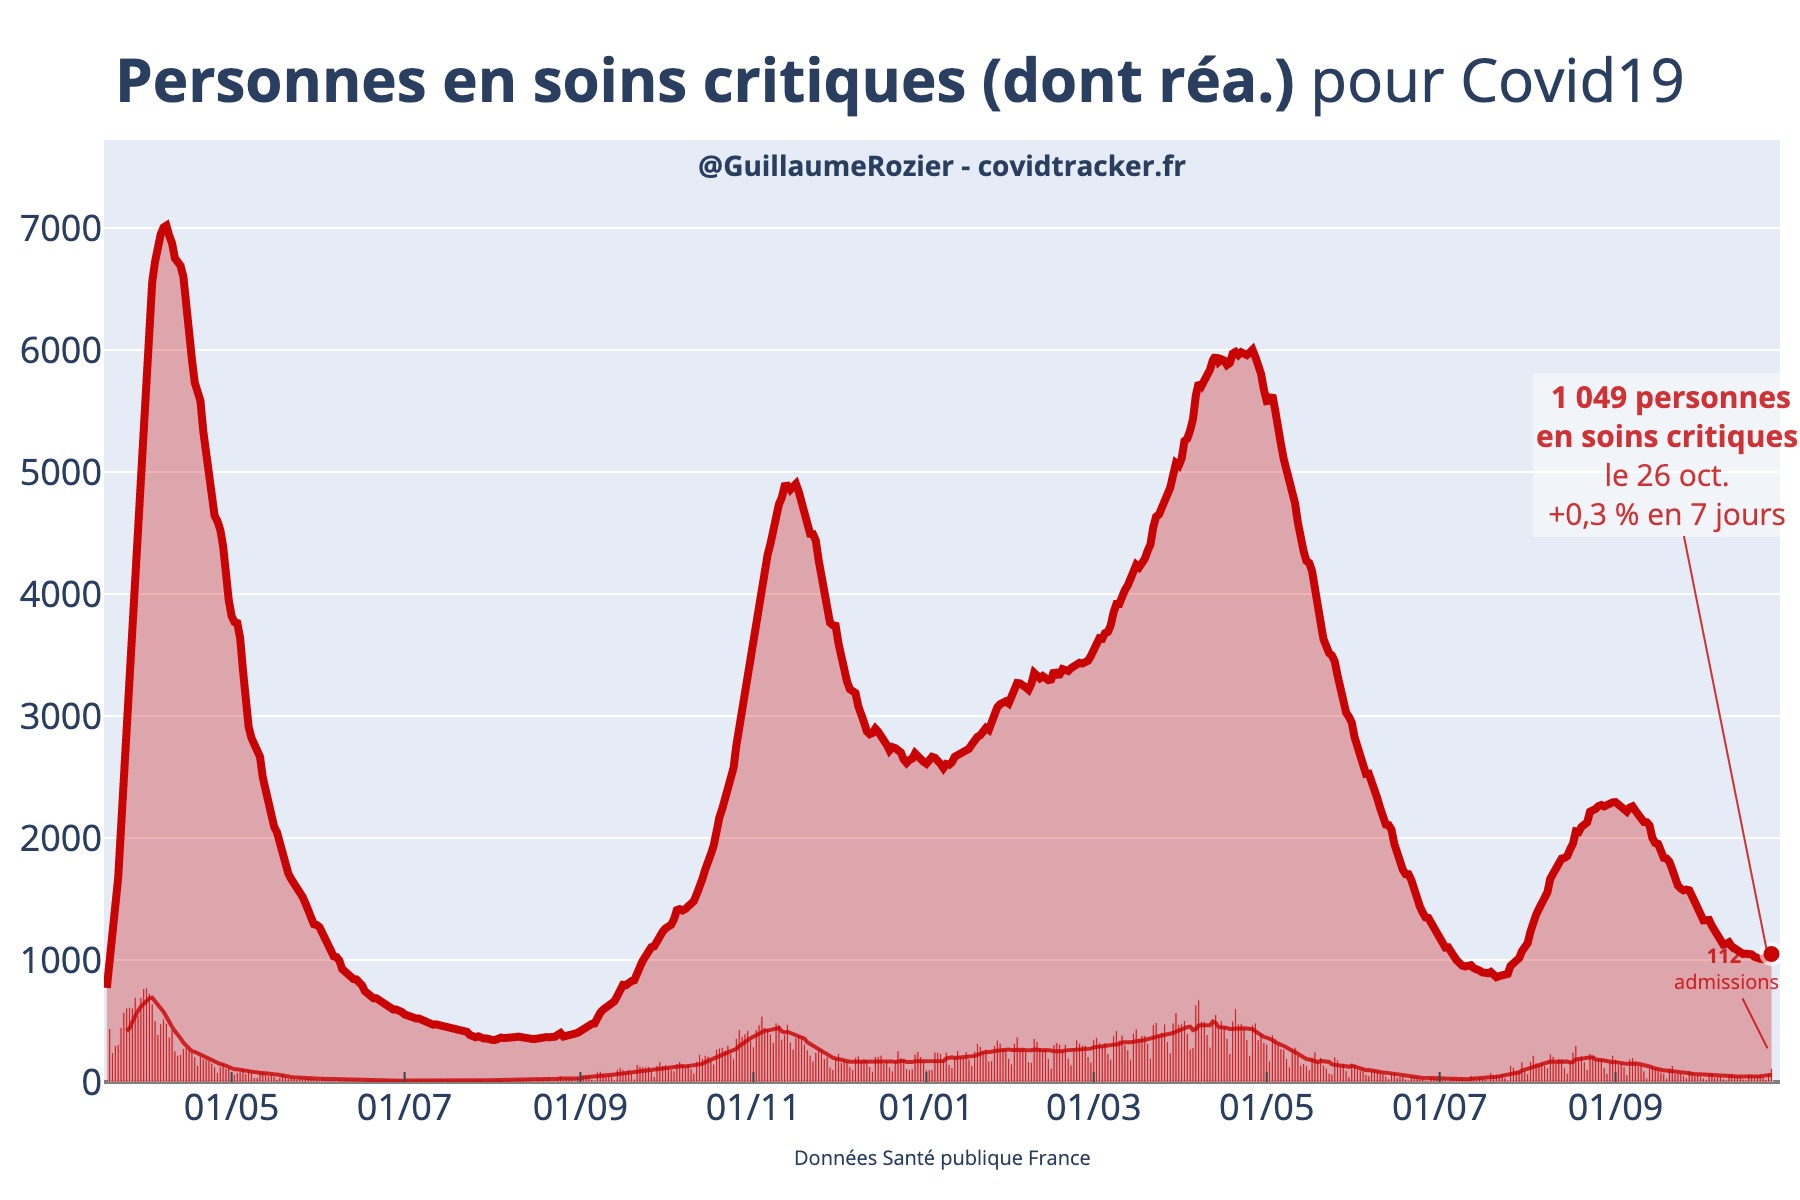 Personnes en soins critiques (dont réa.) pour Covid19
@GuillaumeRozier - covidtracker.fr
7000
6000
5000
4000
3000
2000
1000
0
1 049 personnes
en soins critiques
le 26 oct.
+0,3 % en 7 jours
112
admissions
01/05
01/07
01/09
01/11
01/01
01/03
01/05
01/07
01/09
Données Santé publique France